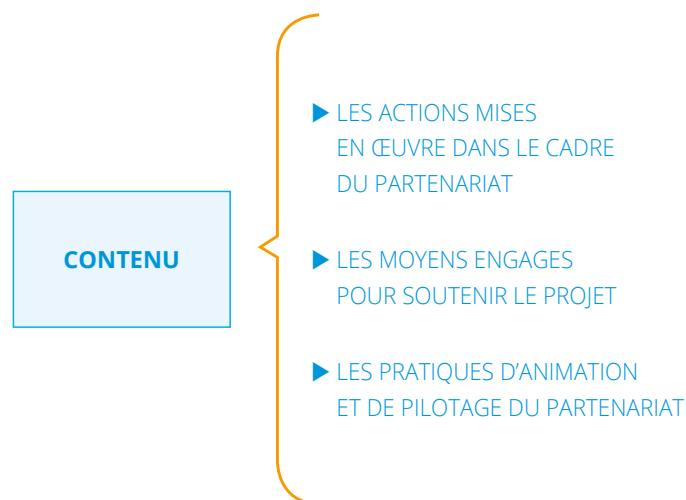 CONTENU
▶ LES ACTIONS MISES
EN ŒUVRE DANS LE CADRE
DU PARTENARIAT
▶ LES MOYENS ENGAGES
POUR SOUTENIR LE PROJET
▶ LES PRATIQUES D’ANIMATION
ET DE PILOTAGE DU PARTENARIAT